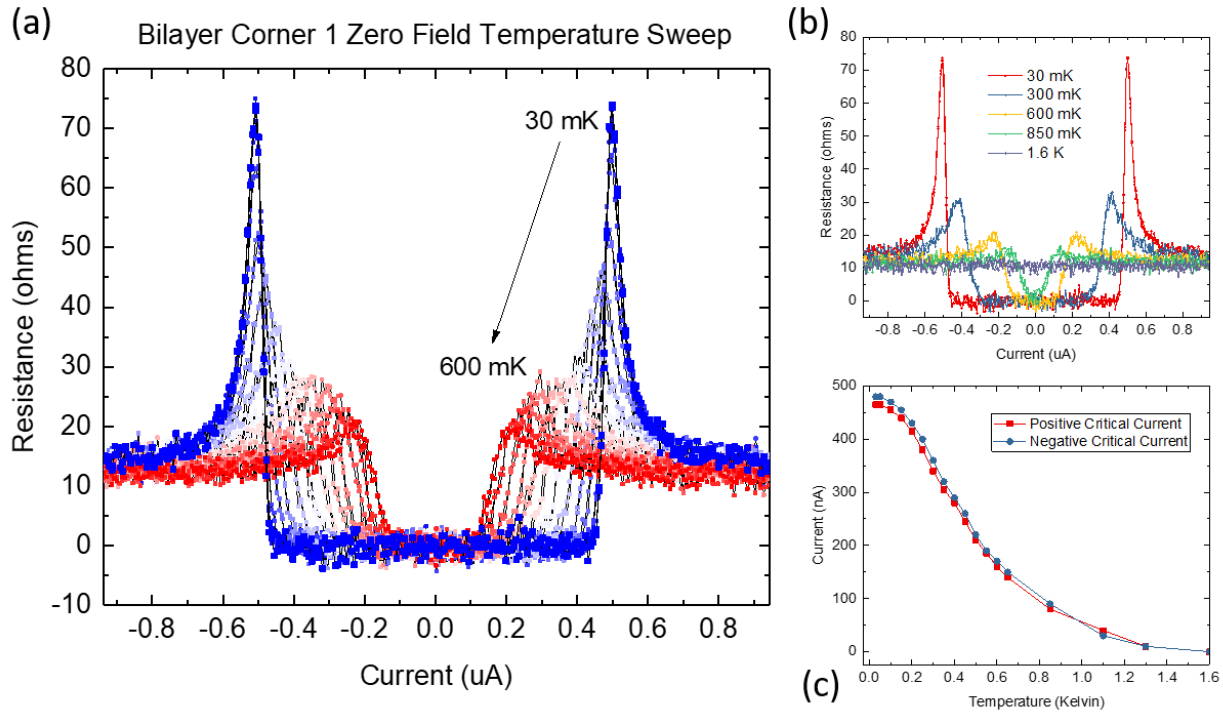 (a)
Bilayer Corner 1 Zero Field Temperature Sweep
80
70
60
50
40
30
20
10
0
-10
Resistance (ohms)
30 mK
600 mK
-0.8 -0.6 -0.4 -0.2 0.0 0.2 0.4 0.6 0.8
Current (uA)
(b)
80
70
60
50
40
30
20
10
0
Resistance (ohms)
30 mK
300 mK
600 mK
850 mK
1.6 K
-0.8 -0.6 -0.4 -0.2 0.0 0.2 0.4 0.6 0.8
Current (uA)
500
400
300
200
100
0
Current (nA)
Positive Critical Current
Negative Critical Current
0.0 0.2 0.4 0.6 0.8 1.0 1.2 1.4 1.6
Temperature (Kelvin)
(c)